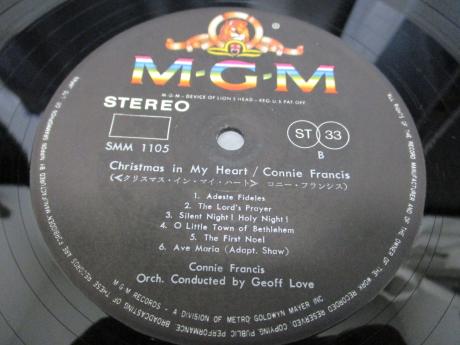 M-G-M
M G M — DEVICE OF LION'S HEAD — REG. U.S. PAT. OFF.
STEREO
SMM 1105
ST 33
B
Christmas in My Heart / Connie Francis
(≪クリスマス・イン・マイ・ハート≫ コニー・フランシス)
1. Adeste Fideles
2. The Lord's Prayer
3. Silent Night! Holy Night!
4. O Little Town of Bethlehem
5. The First Noel
6. Ave Maria (Adapt. Shaw)
Connie Francis
Orch. Conducted by Geoff Love
M G M RECORDS — A DIVISION OF METRO GOLDWYN MAYER INC.
BROADCASTING OF THESE RECORDS